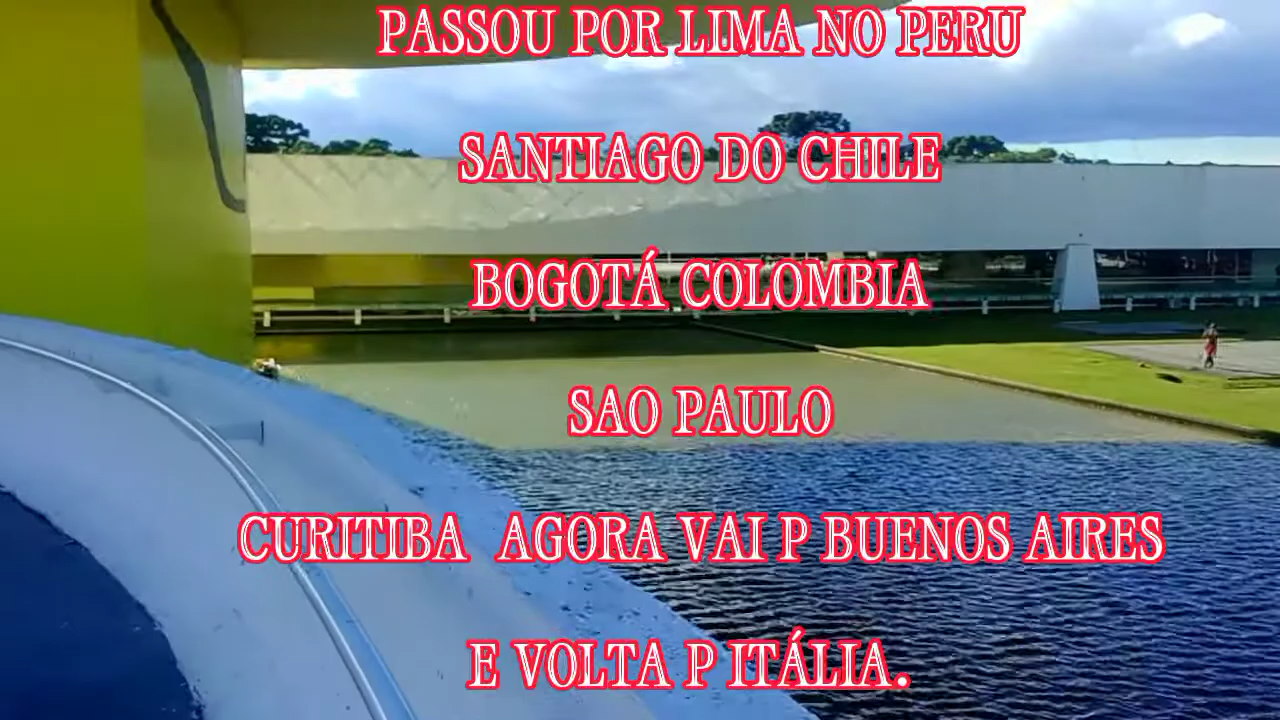 PASSOU POR LIMA NO PERU
SANTIAGO DO CHILE
BOGOTÁ COLOMBIA
SAO PAULO
CURITIBA AGORA VAI P BUENOS AIRES
E VOLTA P ITÁLIA.